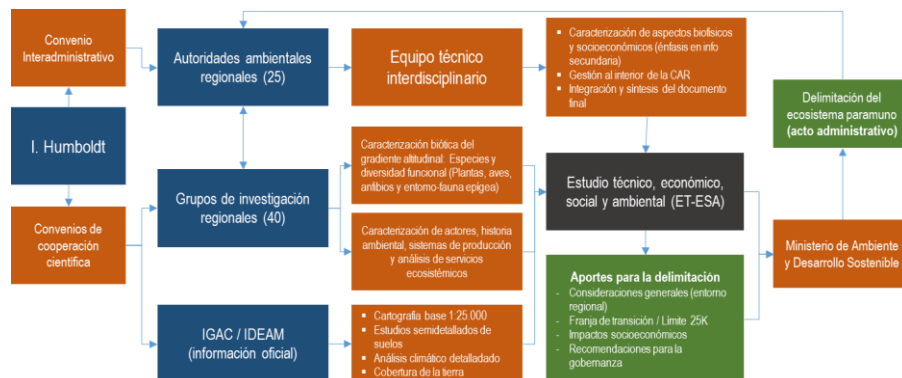 Convenio
Interadministrativo
I. Humboldt
Convenios de
cooperación
científica
Autoridades ambientales
regionales (25)
Grupos de investigación
regionales (40)
IGAC / IDEAM
(información oficial)
Equipo técnico
interdisciplinario
Caracterización biótica del
gradiente altitudinal: Especies y
diversidad funcional (Plantas, aves,
anfibios y entomo-fauna epígea)
Caracterización de actores, historia
ambiental, sistemas de producción
y análisis de servicios
ecosistémicos
▪ Cartografía base 1:25.000
▪ Estudios semidetallados de
suelos
▪ Análisis climático detalladado
▪ Cobertura de la tierra
▪ Caracterización de aspectos biofísicos
y socioeconómicos (énfasis en info
secundaria)
▪ Gestión al interior de la CAR
▪ Integración y síntesis del documento
final
Estudio técnico, económico,
social y ambiental (ET-ESA)
Aportes para la delimitación
- Consideraciones generales (entorno
regional)
- Franja de transición / Límite 25K
- Impactos socioeconómicos
- Recomendaciones para la
gobernanza
Delimitación del
ecosistema paramuno
(acto administrativo)
Ministerio de Ambiente
y Desarrollo Sostenible